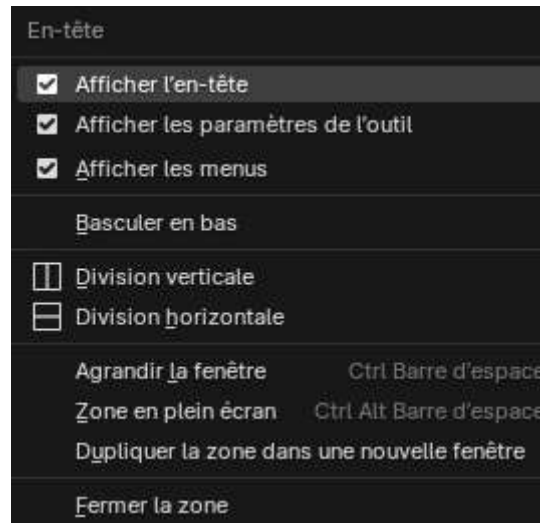 En-tête
Afficher l'en-tête
Afficher les paramètres de l'outil
Afficher les menus
Basculer en bas
Division verticale
Division horizontale
Agrandir la fenêtre Ctrl Barre d'espace
Zone en plein écran Ctrl Alt Barre d'espace
Dupliquer la zone dans une nouvelle fenêtre
Fermer la zone